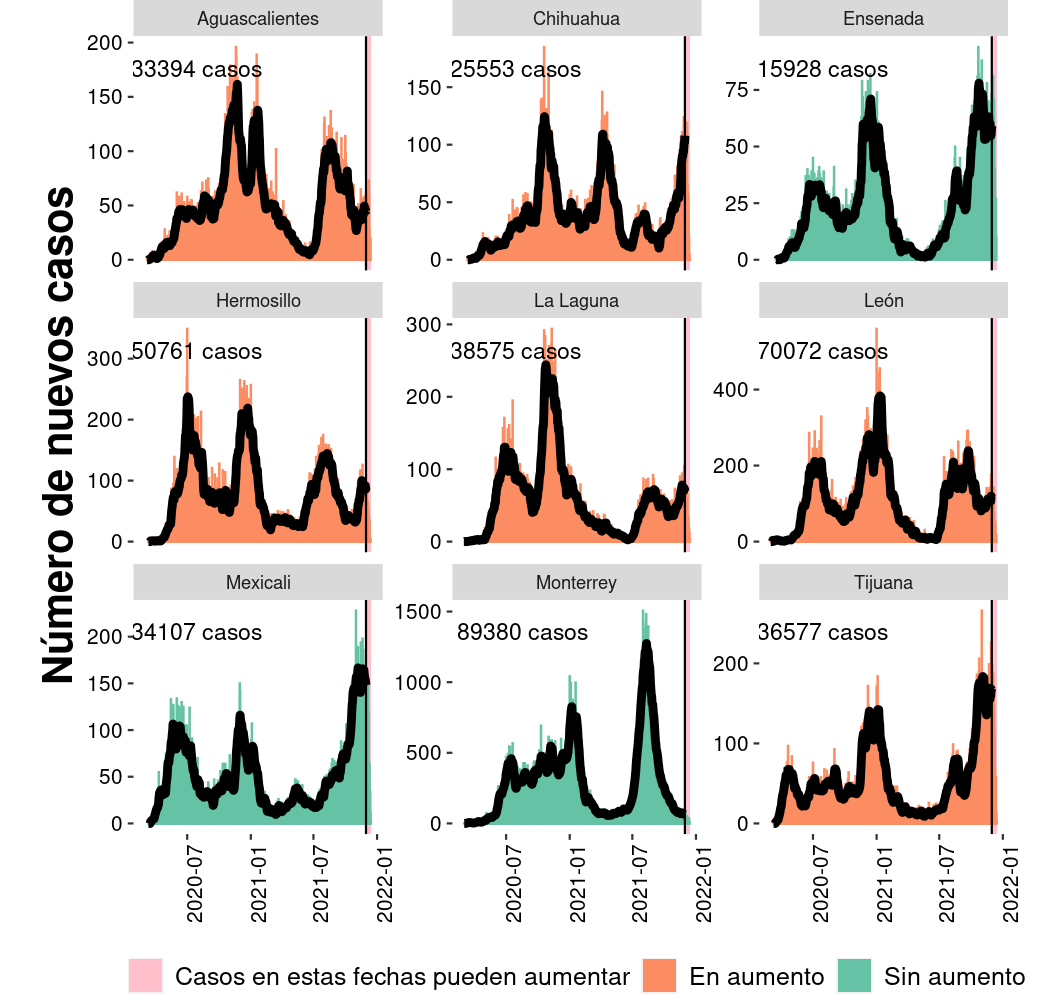 Aguascalientes
Chihuahua
Ensenada
200
150
100
50
0
33394 casos
150
100
50
0
25553 casos
75
50
25
0
15928 casos
Hermosillo
La Laguna
León
300
200
100
0
50761 casos
300
200
100
0
38575 casos
400
200
0
70072 casos
Mexicali
Monterrey
Tijuana
200
150
100
50
0
34107 casos
1500
1000
500
0
89380 casos
200
100
0
36577 casos
Número de nuevos casos
2020-07
2021-01
2021-07
2022-01
2020-07
2021-01
2021-07
2022-01
2020-07
2021-01
2021-07
2022-01
Casos en estas fechas pueden aumentar
En aumento
Sin aumento